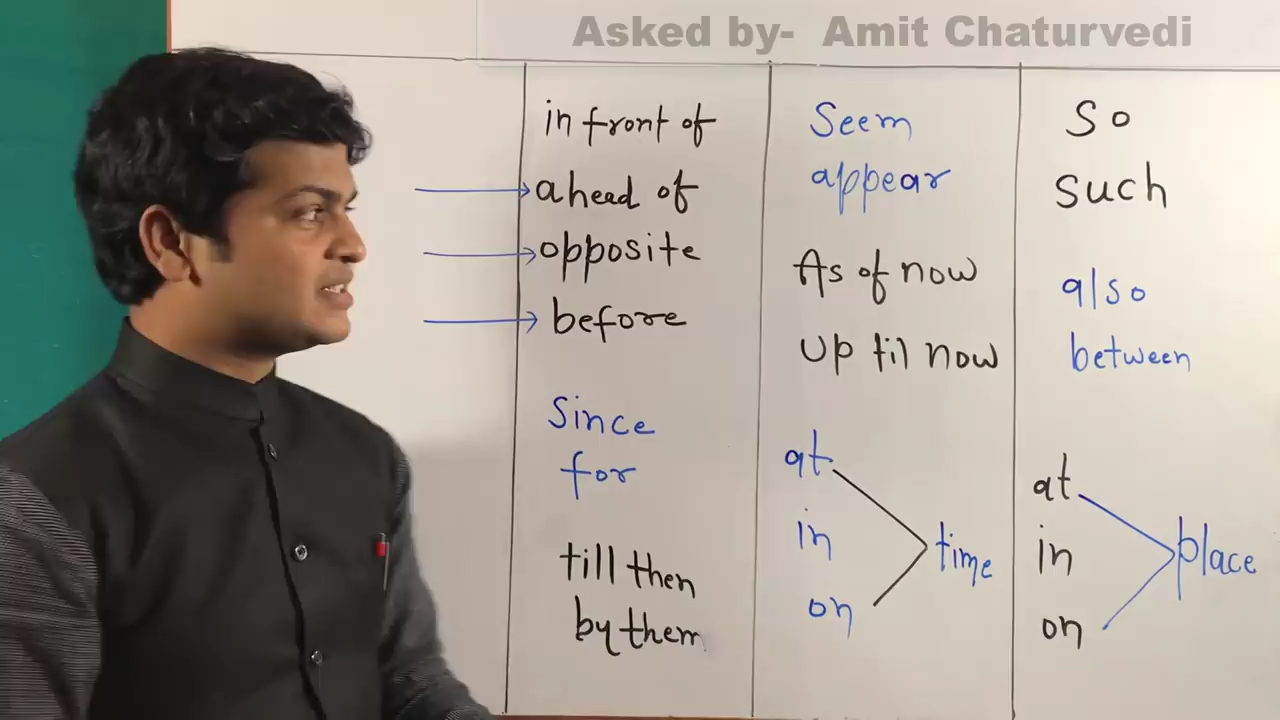 Asked by- Amit Chaturvedi
in front of
ahead of
opposite
before
Since
for
till then
by them
Seem
appear
As of now
Up til now
at
in
on
time
So
Such
also
between
at
in
on
place